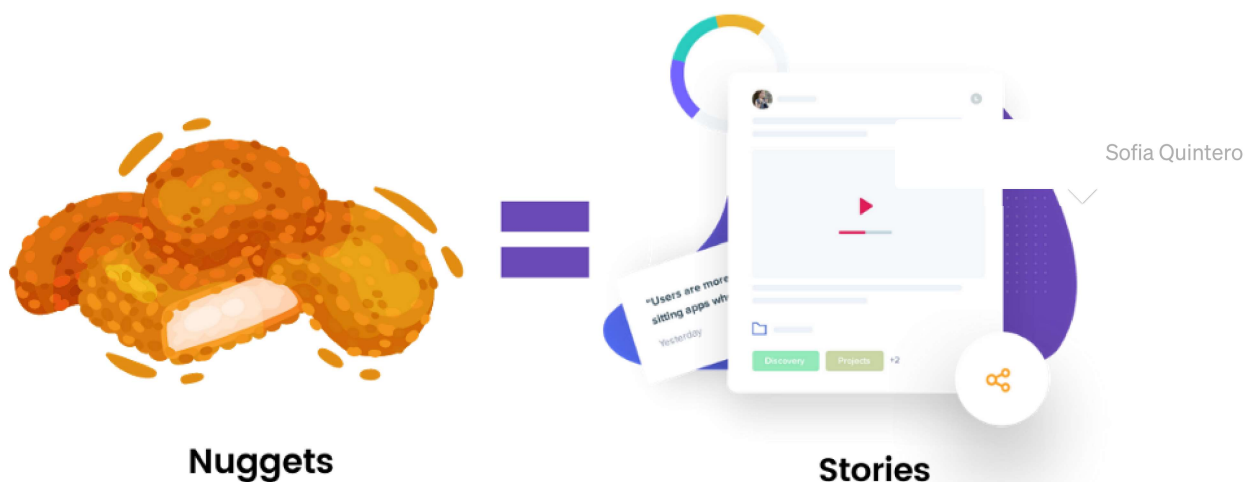 Sofia Quintero
"Users are more
sitting apps wh
Yesterday
Discovery
Projects
+2
Nuggets
Stories